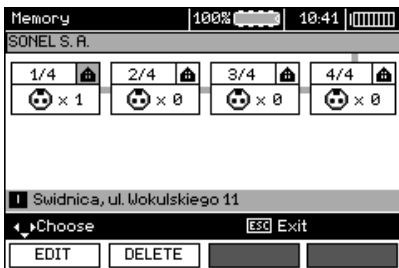 Memory 100% 10:41
SONEL S. A.
1/4 2/4 3/4 4/4
x 1 x 0 x 0 x 0
Swidnica, ul. Wokulskiego 11
Choose ESC Exit
EDIT DELETE